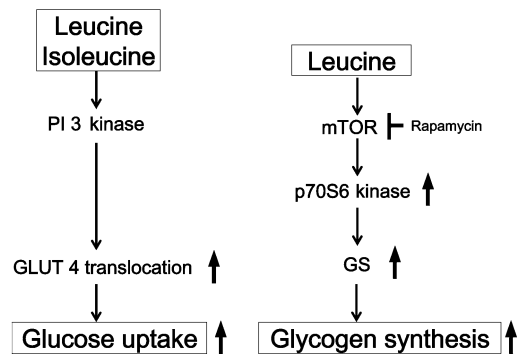 Leucine
Isoleucine
PI 3 kinase
GLUT 4 translocation
Glucose uptake
Leucine
mTOR
Rapamycin
p70S6 kinase
GS
Glycogen synthesis